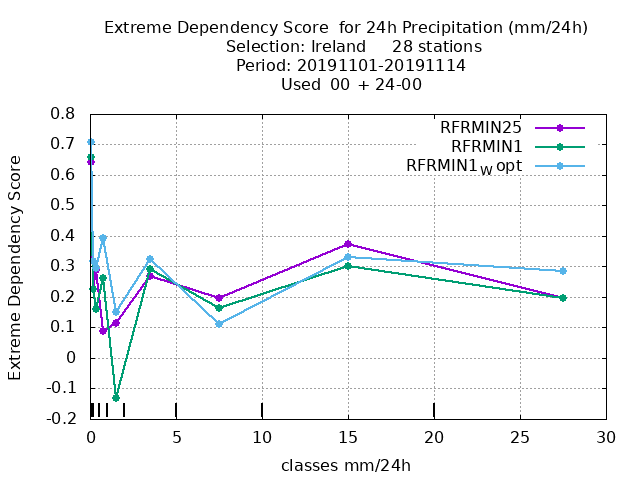 Extreme Dependency Score  for 24h Precipitation (mm/24h)
Selection: Ireland     28 stations
Period: 20191101-20191114
Used  00 + 24-00
RFRMIN25
RFRMIN1
RFRMIN1W opt
Extreme Dependency Score
0.8
0.7
0.6
0.5
0.4
0.3
0.2
0.1
0
-0.1
-0.2
0 5 10 15 20 25 30
classes mm/24h